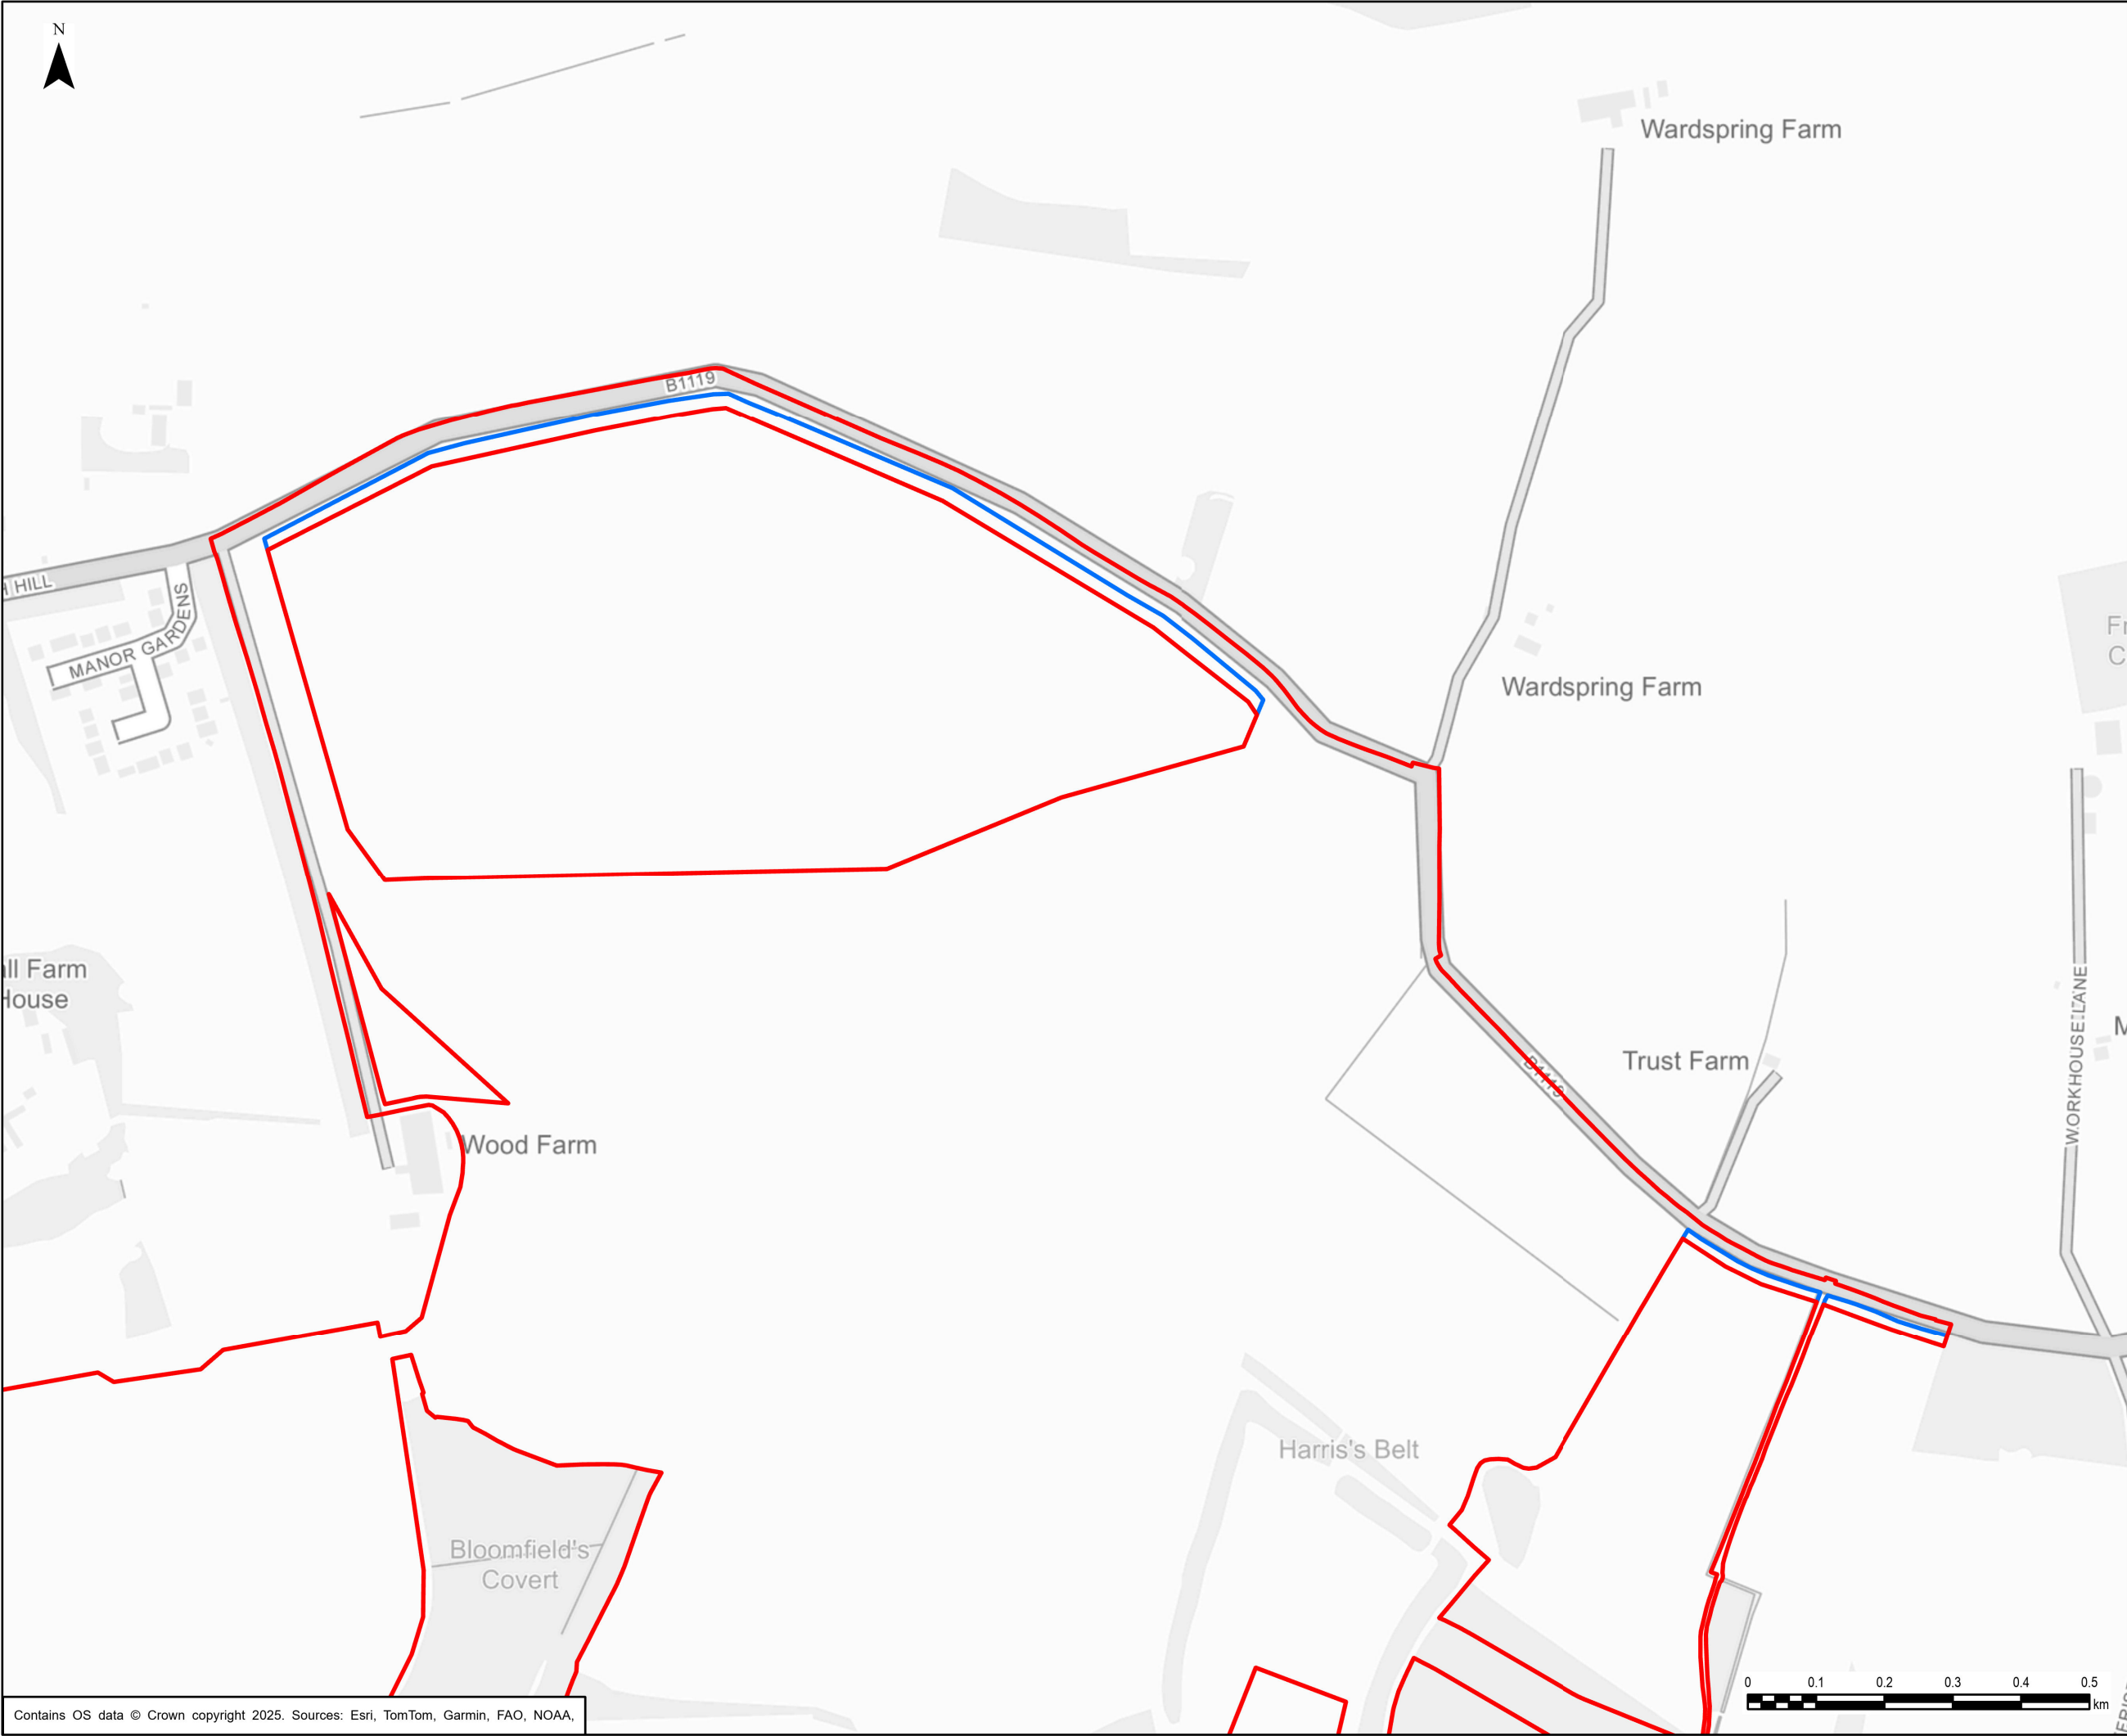 N
Wardspring Farm
B1119
H HILL
MANOR GARDENS
Wardspring Farm
all Farm
House
WORKHOUSE LANE
B1119
Trust Farm
Wood Farm
Harris's Belt
Bloomfield's
Covert
0 0.1 0.2 0.3 0.4 0.5
km
Contains OS data © Crown copyright 2025. Sources: Esri, TomTom, Garmin, FAO, NOAA,